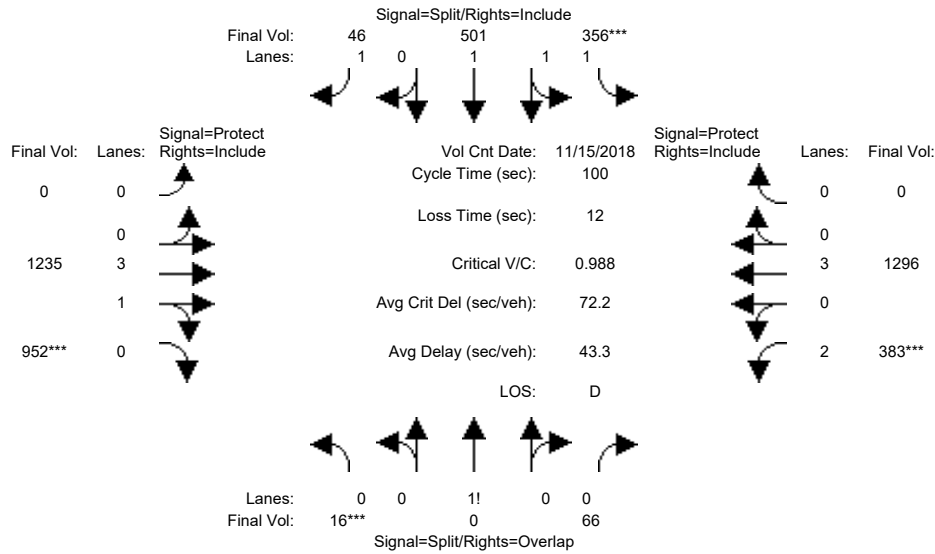 Signal=Split/Rights=Include
Final Vol: 46 501 356***
Lanes: 1 0 1 1 1
Signal=Protect Signal=Protect
Final Vol: Lanes: Rights=Include Vol Cnt Date: 11/15/2018 Rights=Include Lanes: Final Vol:
Cycle Time (sec): 100
0 0 0 0
Loss Time (sec): 12
0 0
1235 3 Critical V/C: 0.988 3 1296
1 Avg Crit Del (sec/veh): 72.2 0
952*** 0 Avg Delay (sec/veh): 43.3 2 383***
LOS: D
Lanes: 0 0 1! 0 0
Final Vol: 16*** 0 66
Signal=Split/Rights=Overlap